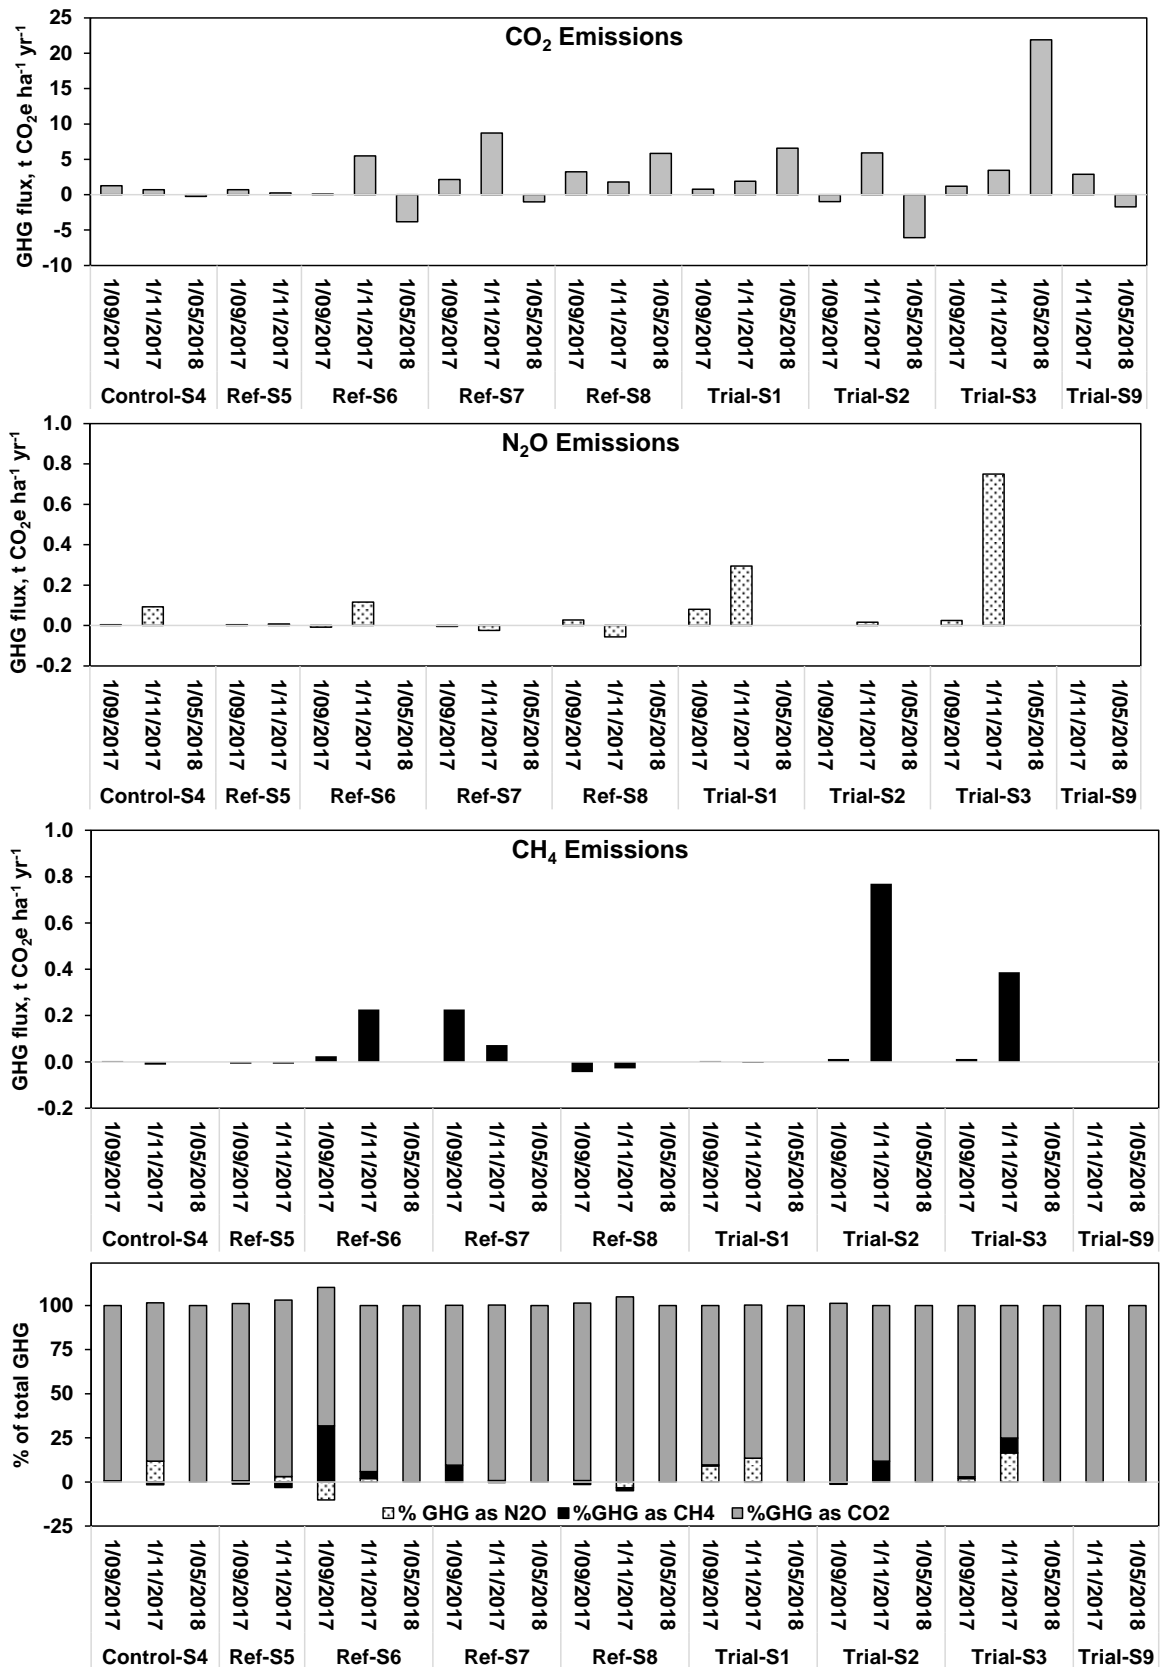 CO₂ Emissions
GHG flux, t CO₂e ha⁻¹ yr⁻¹
25
20
15
10
5
0
-5
-10
1/09/2017 1/11/2017 1/05/2018 1/09/2017 1/11/2017 1/09/2017 1/11/2017 1/05/2018 1/09/2017 1/11/2017 1/05/2018 1/09/2017 1/11/2017 1/05/2018 1/09/2017 1/11/2017 1/05/2018 1/09/2017 1/11/2017 1/05/2018 1/09/2017 1/11/2017 1/05/2018 1/11/2017 1/05/2018
Control-S4 Ref-S5 Ref-S6 Ref-S7 Ref-S8 Trial-S1 Trial-S2 Trial-S3 Trial-S9
N₂O Emissions
GHG flux, t CO₂e ha⁻¹ yr⁻¹
1.0
0.8
0.6
0.4
0.2
0.0
-0.2
1/09/2017 1/11/2017 1/05/2018 1/09/2017 1/11/2017 1/09/2017 1/11/2017 1/05/2018 1/09/2017 1/11/2017 1/05/2018 1/09/2017 1/11/2017 1/05/2018 1/09/2017 1/11/2017 1/05/2018 1/09/2017 1/11/2017 1/05/2018 1/09/2017 1/11/2017 1/05/2018 1/11/2017 1/05/2018
Control-S4 Ref-S5 Ref-S6 Ref-S7 Ref-S8 Trial-S1 Trial-S2 Trial-S3 Trial-S9
CH₄ Emissions
GHG flux, t CO₂e ha⁻¹ yr⁻¹
1.0
0.8
0.6
0.4
0.2
0.0
-0.2
1/09/2017 1/11/2017 1/05/2018 1/09/2017 1/11/2017 1/09/2017 1/11/2017 1/05/2018 1/09/2017 1/11/2017 1/05/2018 1/09/2017 1/11/2017 1/05/2018 1/09/2017 1/11/2017 1/05/2018 1/09/2017 1/11/2017 1/05/2018 1/09/2017 1/11/2017 1/05/2018 1/11/2017 1/05/2018
Control-S4 Ref-S5 Ref-S6 Ref-S7 Ref-S8 Trial-S1 Trial-S2 Trial-S3 Trial-S9
% of total GHG
100
75
50
25
0
-25
% GHG as N2O %GHG as CH4 %GHG as CO2
1/09/2017 1/11/2017 1/05/2018 1/09/2017 1/11/2017 1/09/2017 1/11/2017 1/05/2018 1/09/2017 1/11/2017 1/05/2018 1/09/2017 1/11/2017 1/05/2018 1/09/2017 1/11/2017 1/05/2018 1/09/2017 1/11/2017 1/05/2018 1/09/2017 1/11/2017 1/05/2018 1/11/2017 1/05/2018
Control-S4 Ref-S5 Ref-S6 Ref-S7 Ref-S8 Trial-S1 Trial-S2 Trial-S3 Trial-S9